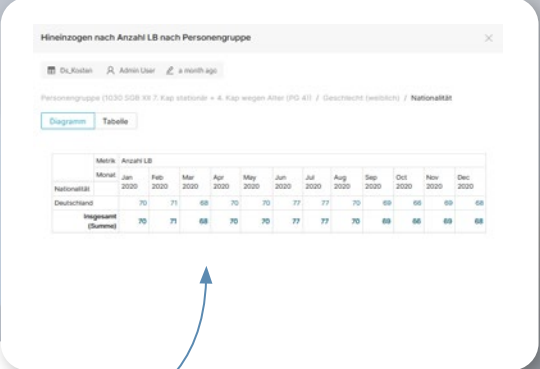 Hineinzogen nach Anzahl LB nach Personengruppe
Ds_Kosten Admin User a month ago
Personengruppe (1030 SGB XII 7. Kap stationär + 4. Kap wegen Alter (PG 4)) / Geschlecht (weiblich) / Nationalität
Diagramm Tabelle
Metrik Anzahl LB
Monat Jan 2020 Feb 2020 Mar 2020 Apr 2020 May 2020 Jun 2020 Jul 2020 Aug 2020 Sep 2020 Oct 2020 Nov 2020 Dec 2020
Nationalität
Deutschland 70 71 68 70 70 77 77 70 69 66 69 68
Insgesamt (Summe) 70 71 68 70 70 77 77 70 69 66 69 68